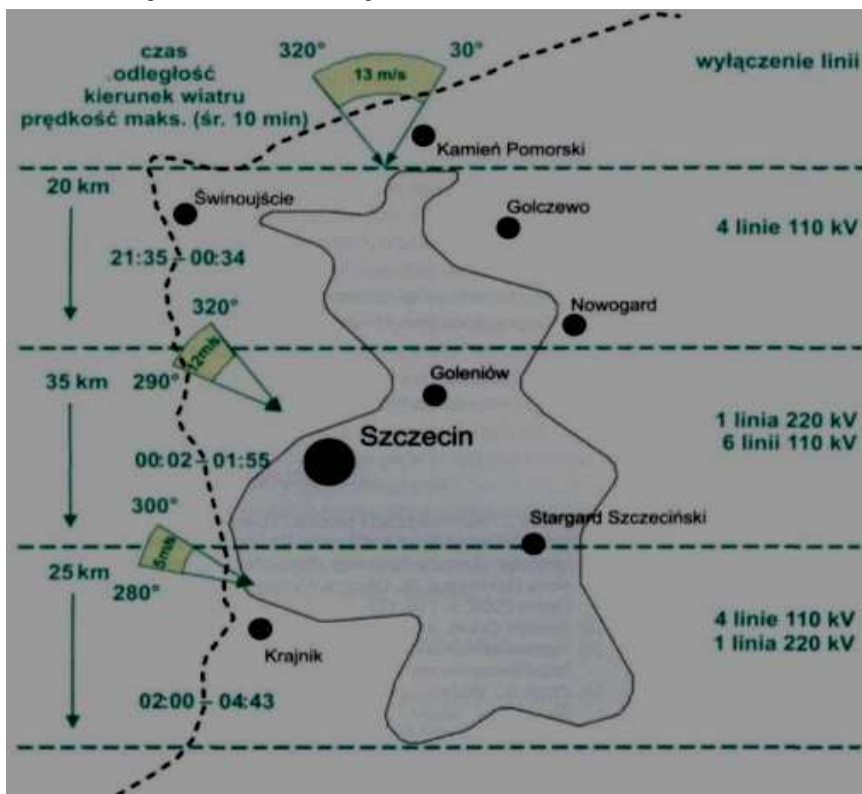 czas
odległość
kierunek wiatru
prędkość maks. (śr. 10 min)
320°
30°
13 m/s
wyłączenie linii
Kamień Pomorski
20 km
Świnoujście
Golczewo
4 linie 110 kV
21:35 – 00:34
Nowogard
320°
12m/s
290°
35 km
Goleniów
1 linia 220 kV
6 linii 110 kV
Szczecin
00:02 – 01:55
300°
Stargard Szczeciński
5m/s
25 km
280°
4 linie 110 kV
1 linia 220 kV
Krajnik
02:00 – 04:43